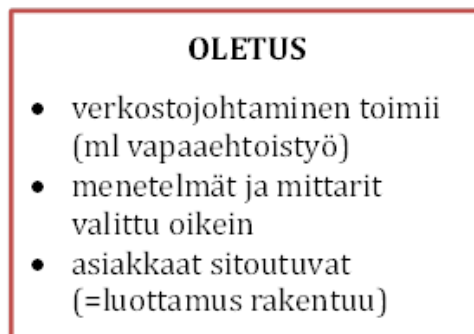 OLETUS
• verkostojohtaminen toimii
(ml vapaaehtoistyö)
• menetelmät ja mittarit
valittu oikein
• asiakkaat sitoutuvat
(=luottamus rakentuu)